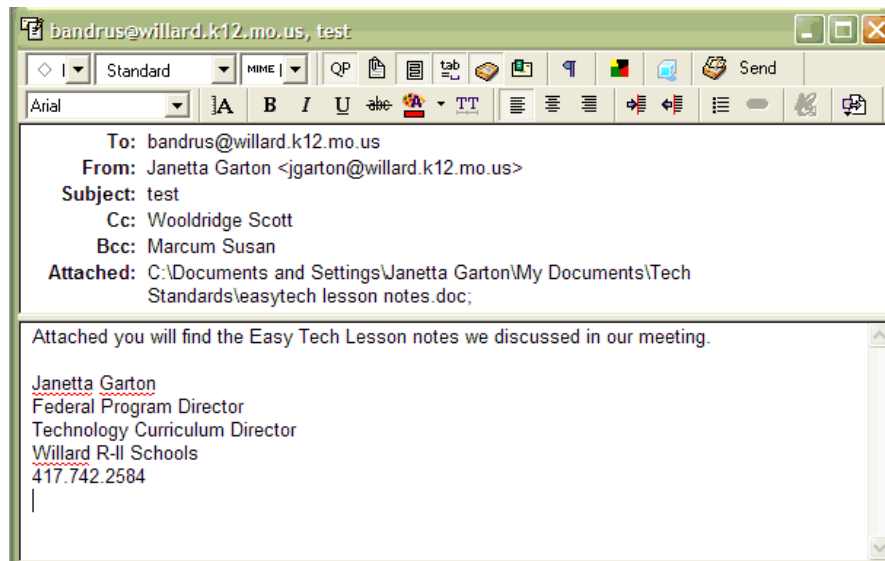 bandrus@willard.k12.mo.us, test
Standard MIME QP tab Send
Arial A B I U abc A TT
To: bandrus@willard.k12.mo.us
From: Janetta Garton <jgarton@willard.k12.mo.us>
Subject: test
Cc: Wooldridge Scott
Bcc: Marcum Susan
Attached: C:\Documents and Settings\Janetta Garton\My Documents\Tech
Standards\easytech lesson notes.doc;
Attached you will find the Easy Tech Lesson notes we discussed in our meeting.
Janetta Garton
Federal Program Director
Technology Curriculum Director
Willard R-II Schools
417.742.2584